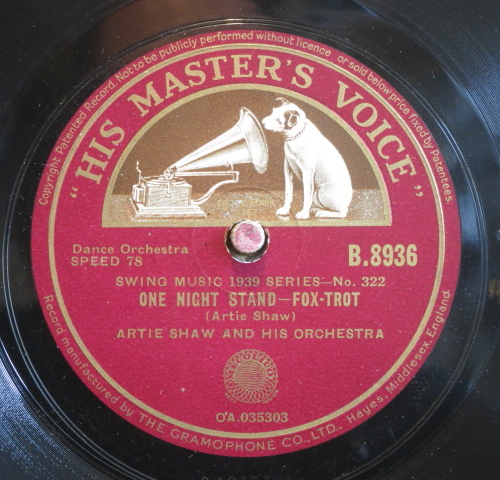 Copyright Patented Record. Not to be publicly performed without licence or sold below price fixed by Patentees.
"HIS MASTER'S VOICE"
Dance Orchestra
SPEED 78
B.8936
SWING MUSIC 1939 SERIES—No. 322
ONE NIGHT STAND—FOX-TROT
(Artie Shaw)
ARTIE SHAW AND HIS ORCHESTRA
OA.035303
Record manufactured by THE GRAMOPHONE CO., LTD., Hayes, Middlesex, England.